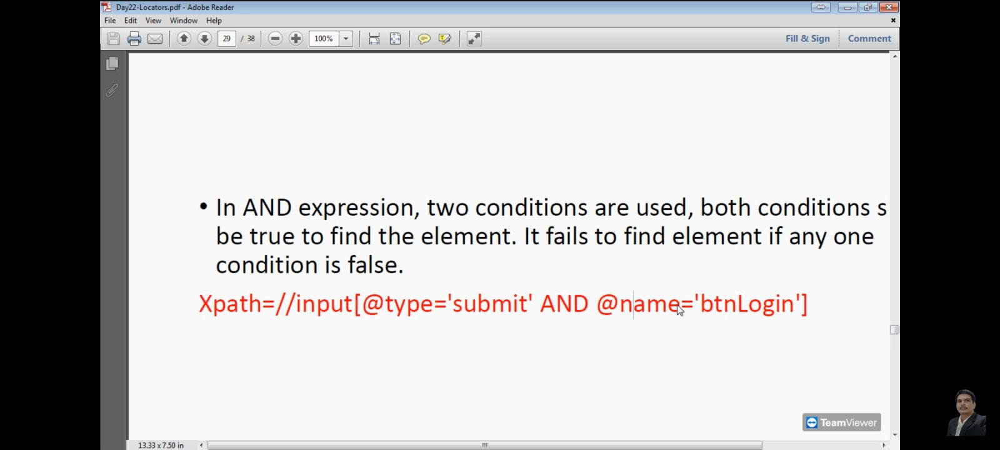 Day22-Locators.pdf - Adobe Reader
File Edit View Window Help
29 / 38 100% Fill & Sign Comment
• In AND expression, two conditions are used, both conditions s
be true to find the element. It fails to find element if any one
condition is false.
Xpath=//input[@type='submit' AND @name='btnLogin']
TeamViewer
13.33 x 7.50 in